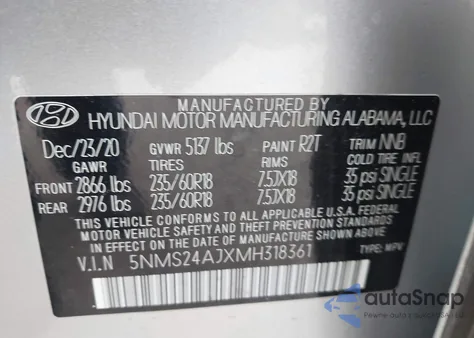 MANUFACTURED BY
HYUNDAI MOTOR MANUFACTURING ALABAMA, LLC
Dec/23/20 GVWR 5137 lbs PAINT R2T TRIM NNB
GAWR TIRES RIMS COLD TIRE INFL
FRONT 2866 lbs 235/60R18 7.5JX18 35 psi SINGLE
REAR 2976 lbs 235/60R18 7.5JX18 35 psi SINGLE
THIS VEHICLE CONFORMS TO ALL APPLICABLE U.S.A. FEDERAL
MOTOR VEHICLE SAFETY BUMPER, AND THEFT PREVENTION STANDARDS
IN EFFECT ON THE DATE OF MANUFACTURE SHOWN ABOVE.
V.I.N 5NMS24AJXMH318361 TYPE: MPV
autoSnap